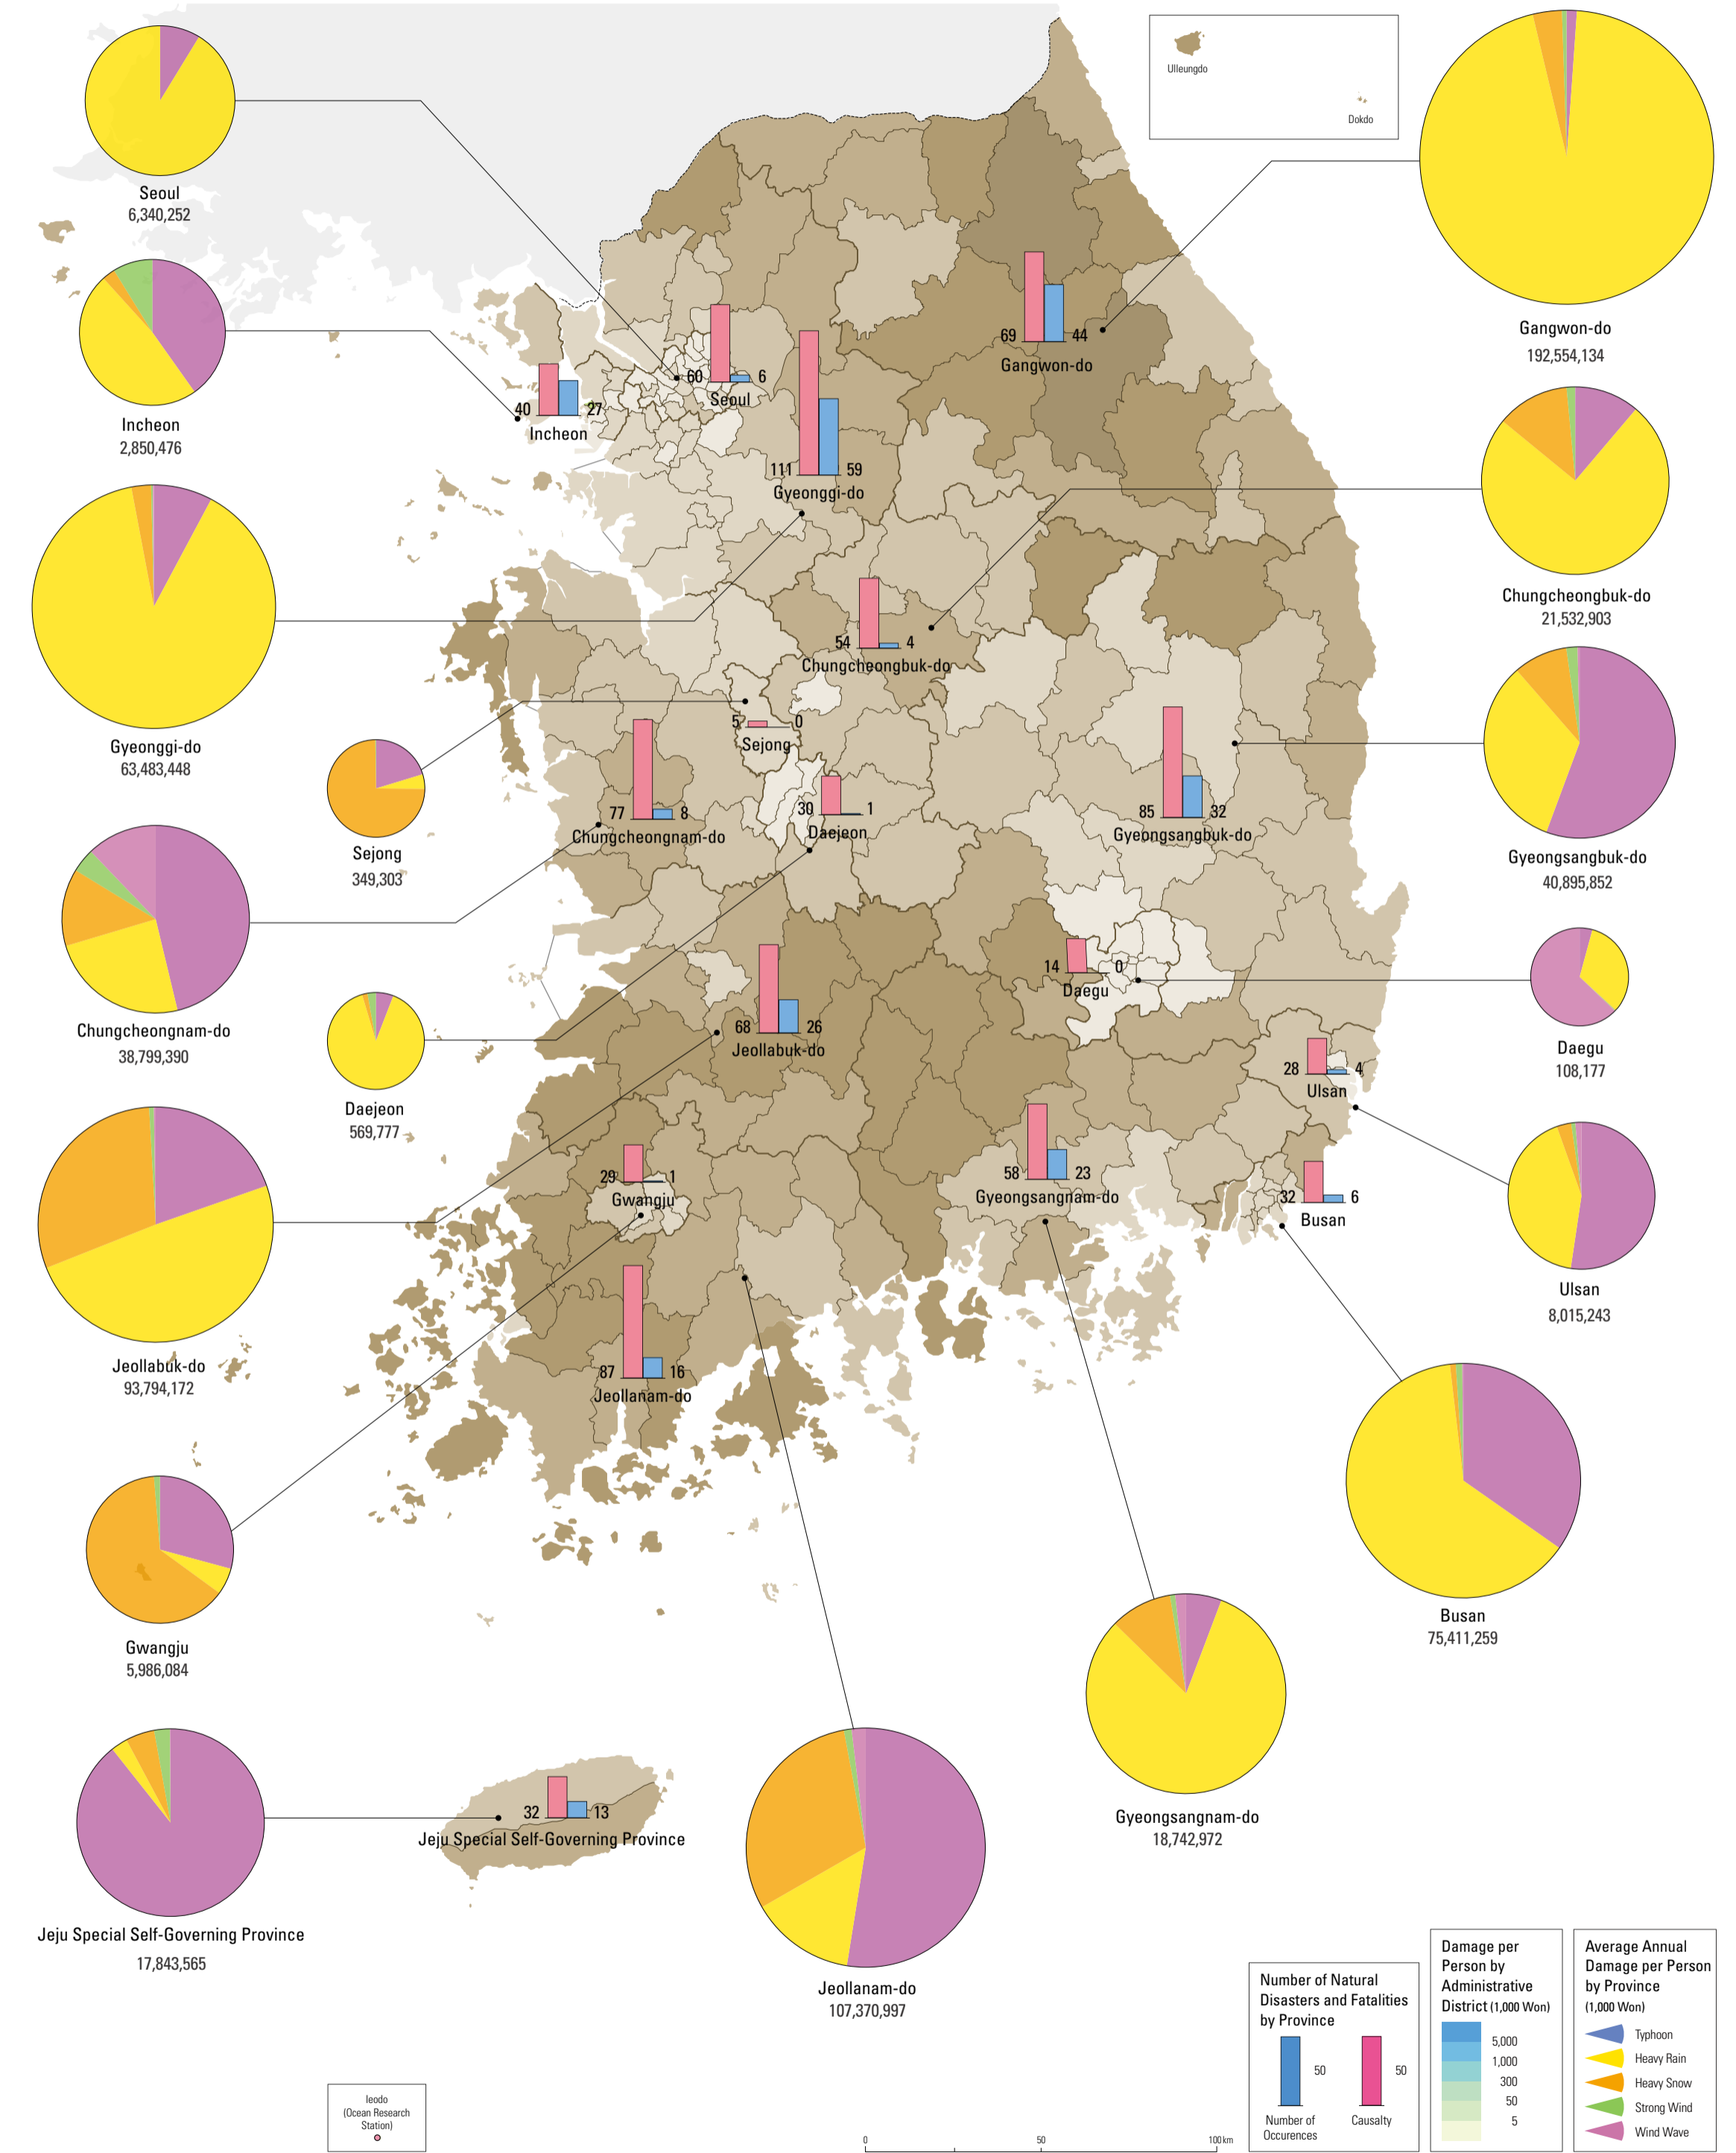 Ulleungdo
Dokdo
Seoul
6,340,252
Gangwon-do
192,554,134
69
44
Gangwon-do
60
6
Seoul
40
27
Incheon
Incheon
2,850,476
111
59
Gyeonggi-do
Chungcheongbuk-do
21,532,903
54
4
Chungcheongbuk-do
Gyeonggi-do
63,483,448
5
0
Sejong
77
8
Chungcheongnam-do
30
1
Daejeon
85
32
Gyeongsangbuk-do
Sejong
349,303
Gyeongsangbuk-do
40,895,852
14
0
Daegu
Chungcheongnam-do
38,799,390
68
26
Jeollabuk-do
Daegu
108,177
28
4
Ulsan
Daejeon
569,777
29
1
Gwangju
58
23
Gyeongsangnam-do
32
6
Busan
Ulsan
8,015,243
Jeollabuk-do
93,794,172
87
16
Jeollanam-do
Gwangju
5,986,084
Busan
75,411,259
32
13
Jeju Special Self-Governing Province
Gyeongsangnam-do
18,742,972
Jeju Special Self-Governing Province
17,843,565
Jeollanam-do
107,370,997
Number of Natural
Disasters and Fatalities
by Province
50
50
Number of
Occurences
Casualty
Damage per
Person by
Administrative
District (1,000 Won)
5,000
1,000
300
50
5
Average Annual
Damage per Person
by Province
(1,000 Won)
Typhoon
Heavy Rain
Heavy Snow
Strong Wind
Wind Wave
Ieodo
(Ocean Research
Station)
0
50
100 km